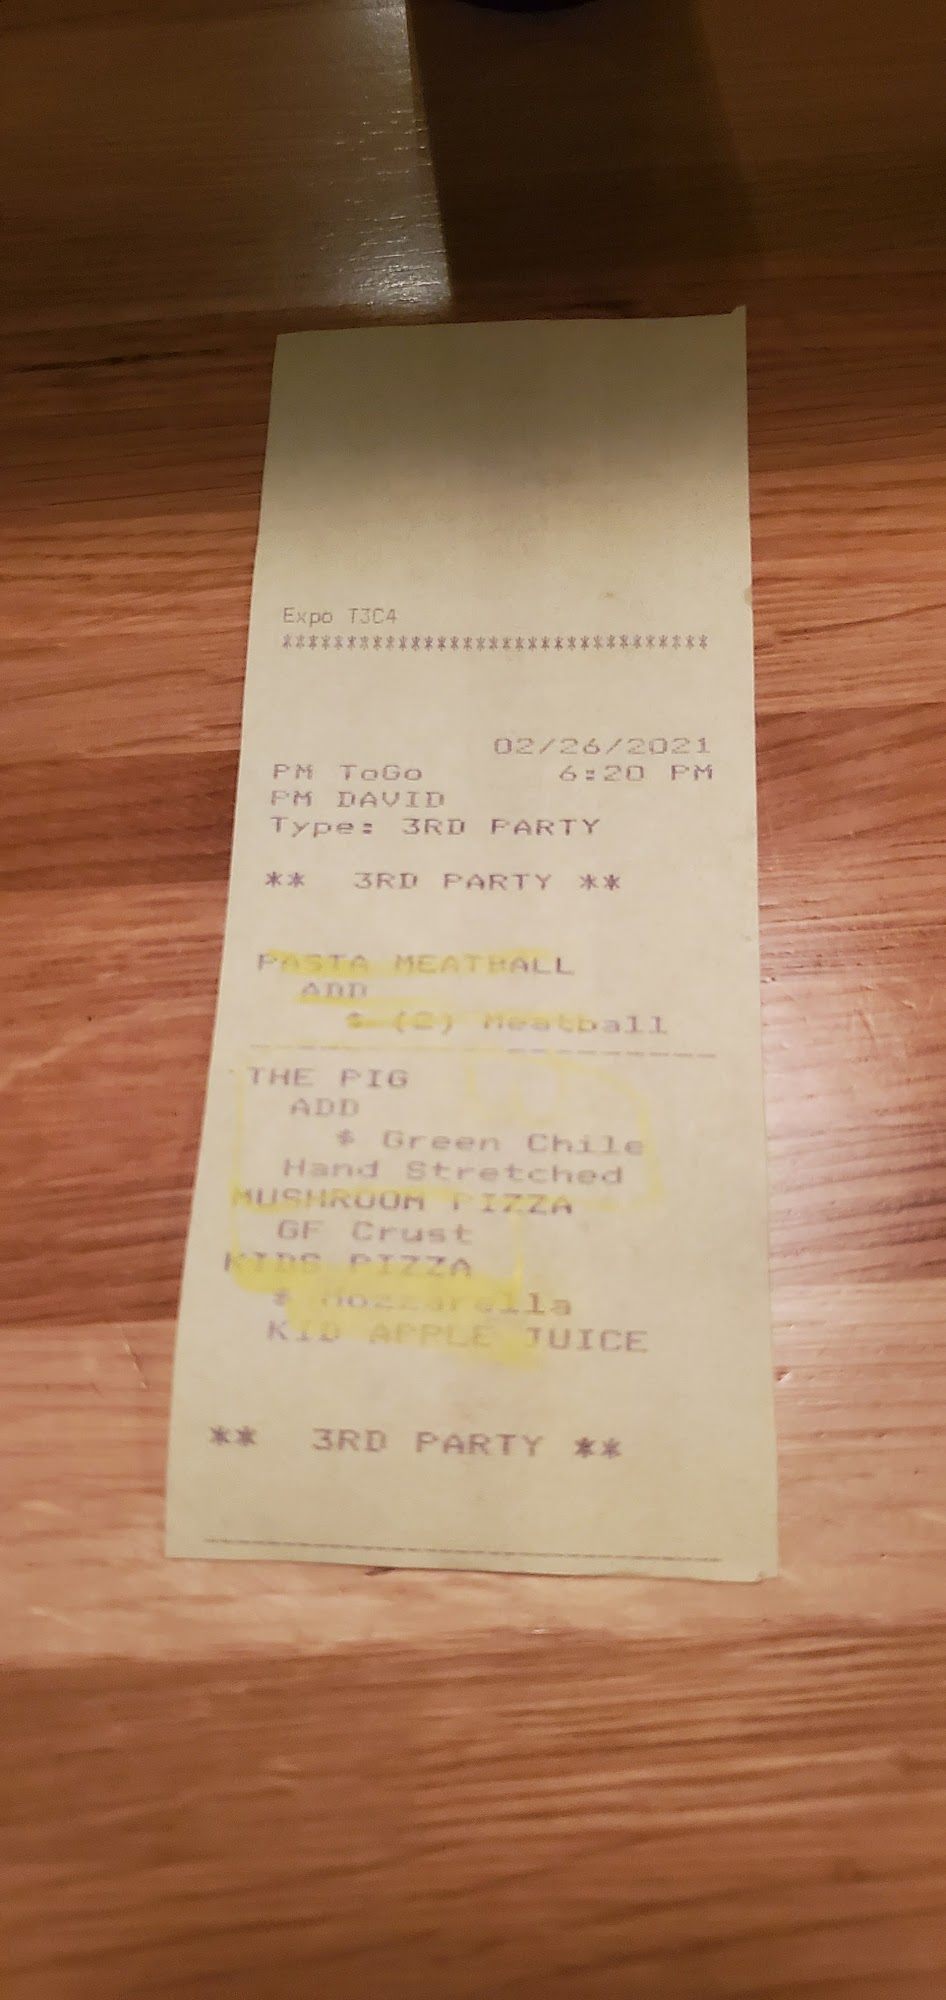 Expo T3C4
*********************************
02/26/2021
PM ToGo 6:20 PM
PM DAVID
Type: 3RD PARTY
** 3RD PARTY **
PASTA MEATBALL
ADD
$ (2) Meatball
THE PIG
ADD
$ Green Chile
Hand Stretched
MUSHROOM PIZZA
GF Crust
KIDS PIZZA
$ Mozzarella
KID APPLE JUICE
** 3RD PARTY **